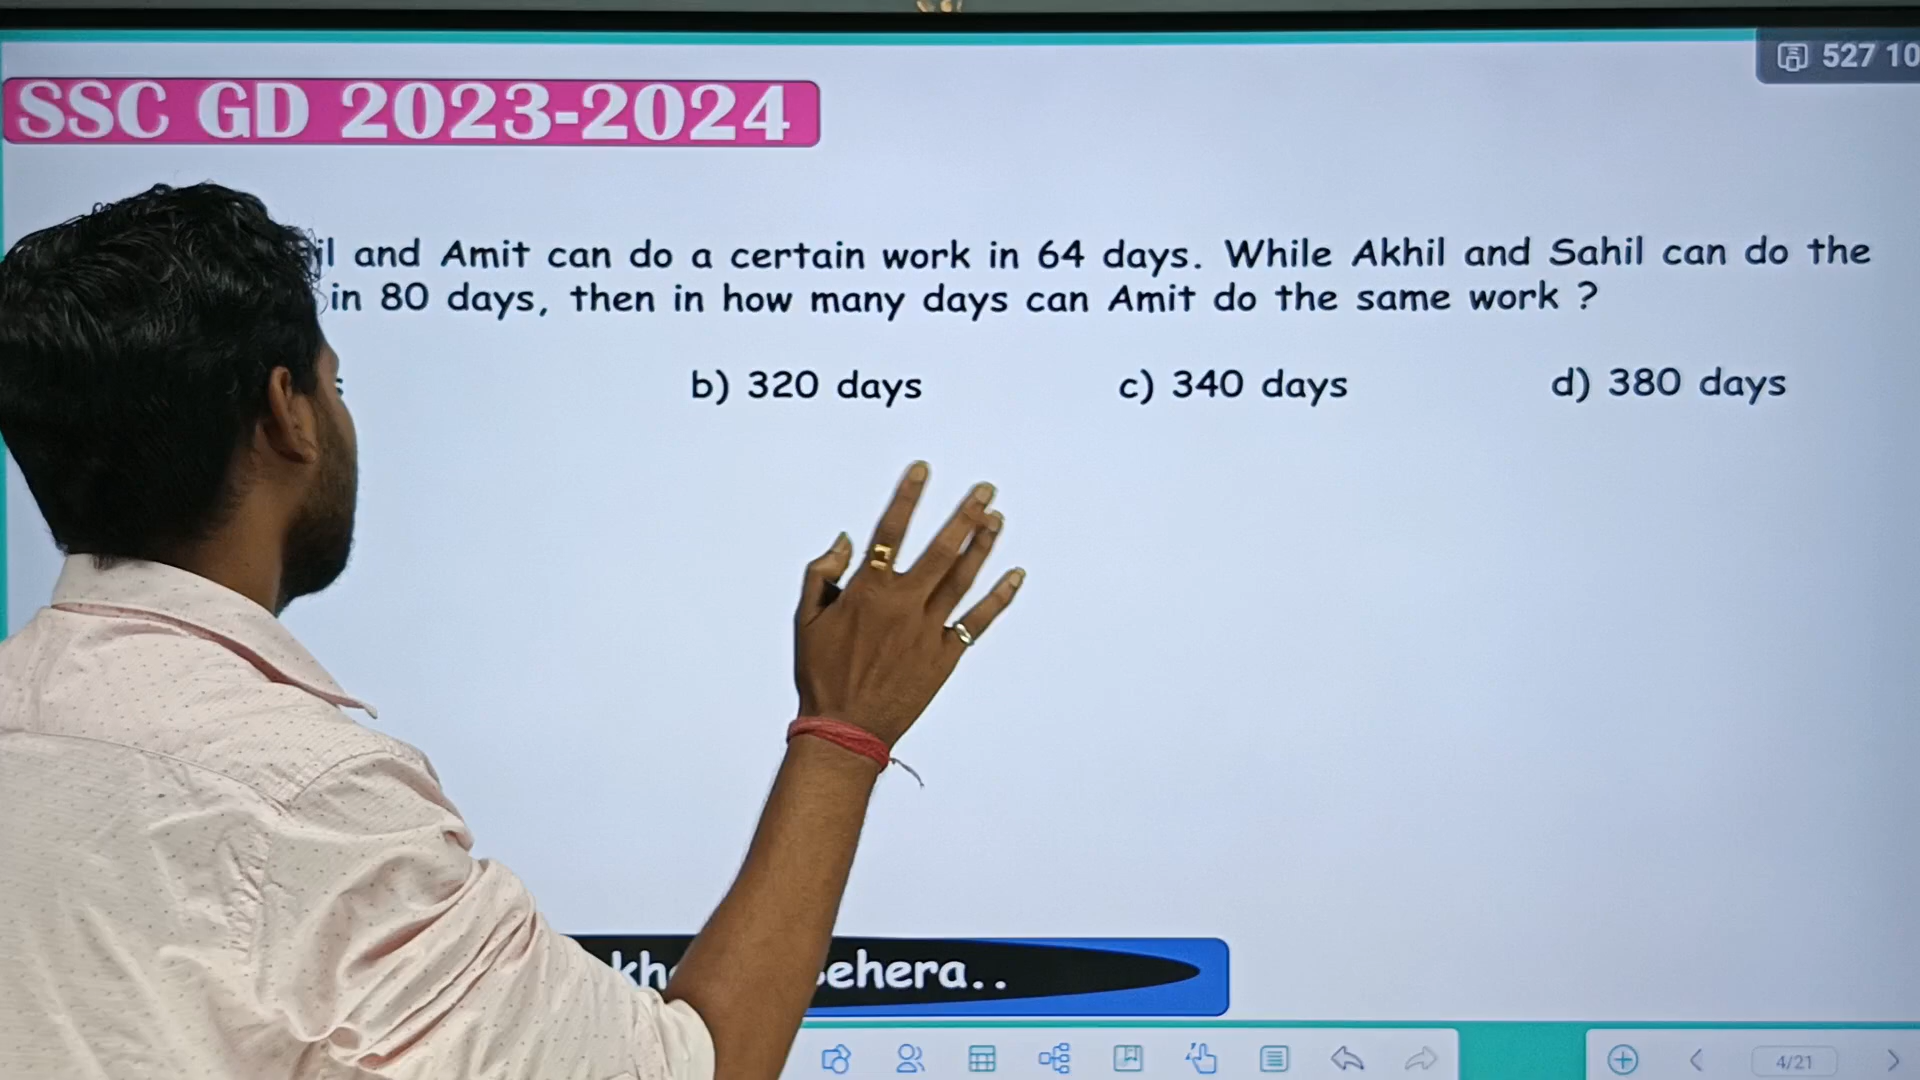 527 10
SSC GD 2023-2024
and Amit can do a certain work in 64 days. While Akhil and Sahil can do the
in 80 days, then in how many days can Amit do the same work ?
b) 320 days
c) 340 days
d) 380 days
ehera..
4/21